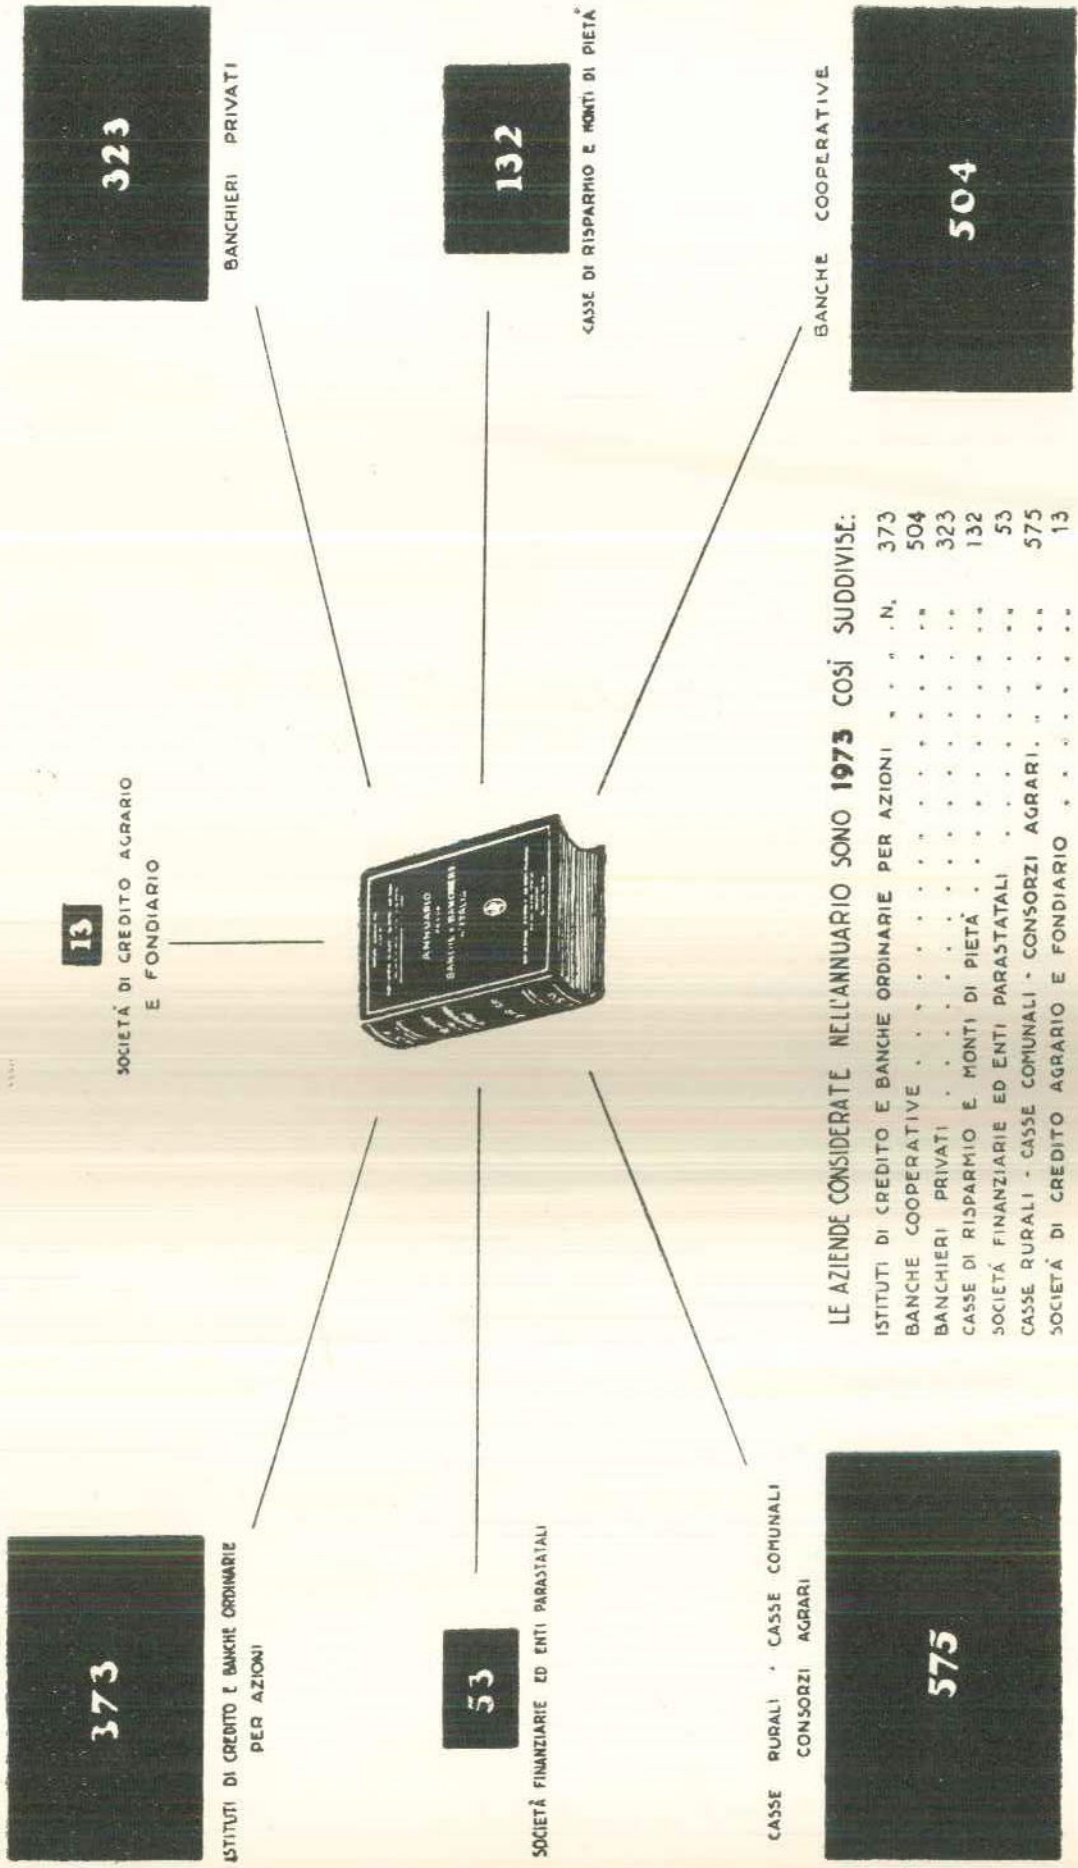 373
ISTITUTI DI CREDITO E BANCHE ORDINARIE
PER AZIONI
13
SOCIETÀ DI CREDITO AGRARIO
E FONDIARIO
323
BANCHIERI PRIVATI
53
SOCIETÀ FINANZIARIE ED ENTI PARASTATALI
ANNUARIO
DELLE
BANCHE E BANCHIERI
D'ITALIA
132
CASSE DI RISPARMIO E MONTI DI PIETÀ
CASSE RURALI - CASSE COMUNALI
CONSORZI AGRARI
575
BANCHE COOPERATIVE
504
LE AZIENDE CONSIDERATE NELL'ANNUARIO SONO 1973 COSÌ SUDDIVISE:
ISTITUTI DI CREDITO E BANCHE ORDINARIE PER AZIONI " . " . N. 373
BANCHE COOPERATIVE . . . . . . . . . . . . . " 504
BANCHIERI PRIVATI . . . . . . . . . . . . . " 323
CASSE DI RISPARMIO E MONTI DI PIETÀ . . . . . . . . . " 132
SOCIETÀ FINANZIARIE ED ENTI PARASTATALI . . . . . . . " 53
CASSE RURALI - CASSE COMUNALI - CONSORZI AGRARI . " . . . " 575
SOCIETÀ DI CREDITO AGRARIO E FONDIARIO . . . . . . . " 13